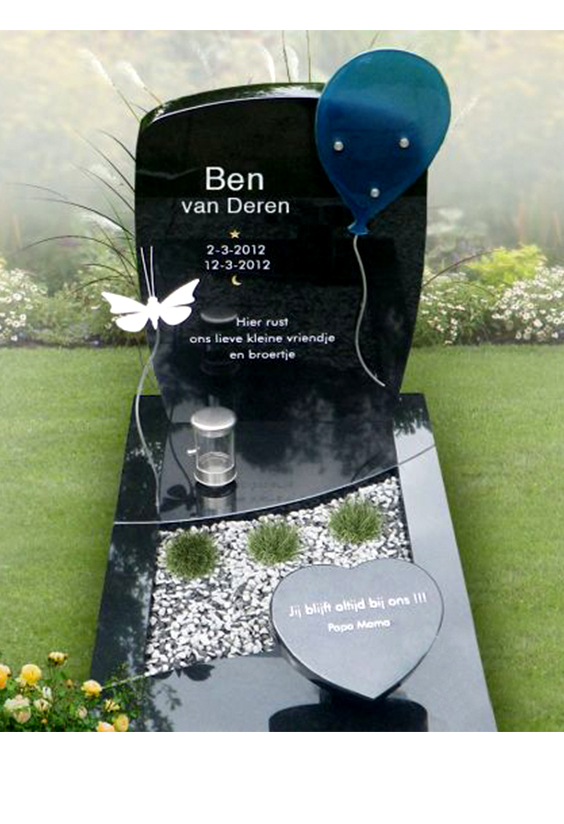 Ben
van Deren
2-3-2012
12-3-2012
Hier rust
ons lieve kleine vriendje
en broertje
Jij blijft altijd bij ons !!!
Papa Mama